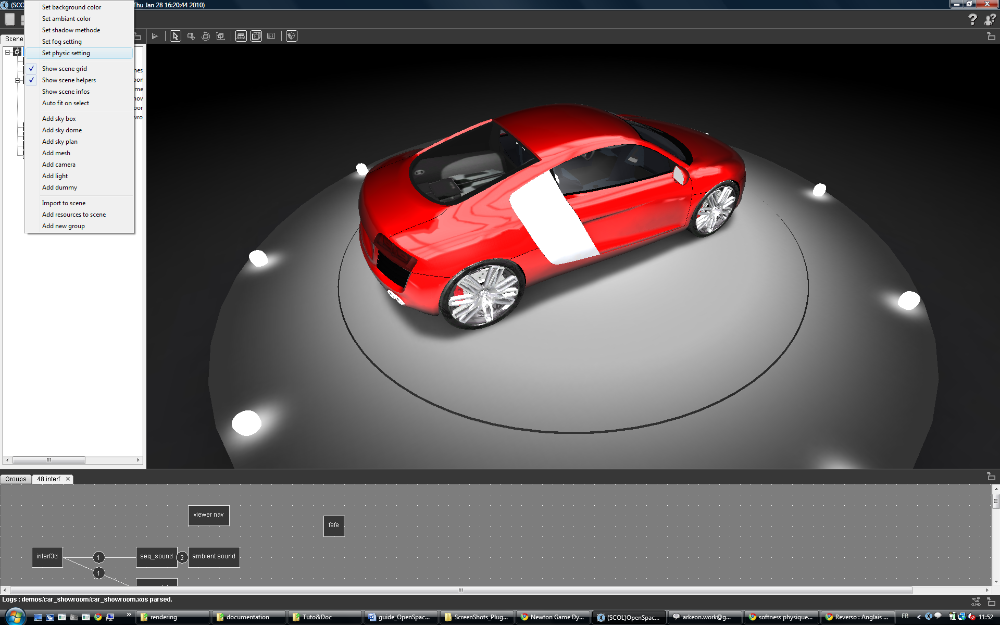 (SCO
Thu Jan 28 16:20:44 2010)
Scene
Set background color
Set ambiant color
Set shadow methode
Set fog setting
Set physic setting
Show scene grid
Show scene helpers
Show scene infos
Auto fit on select
Add sky box
Add sky dome
Add sky plan
Add mesh
Add camera
Add light
Add dummy
Import to scene
Add resources to scene
Add new group
Groups
48.interf
viewer nav
fefe
interf3d
1
seq_sound
2
ambient sound
1
Logs : demos/car_showroom/car_showroom.xos parsed.
<LOG>
rendering
documentation
Tuto&Doc
guide_OpenSpac...
ScreenShots_Plug...
Newton Game Dy...
(SCOL)OpenSpac...
arkeon.work@g...
softness physique...
Reverso : Anglais ...
FR
11:52